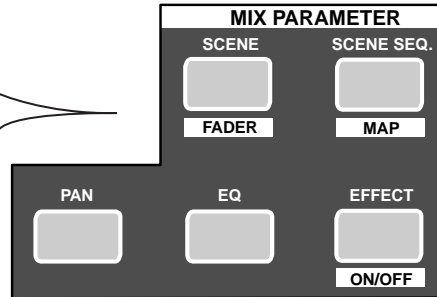 MIX PARAMETER
SCENE SCENE SEQ.
FADER MAP
PAN EQ EFFECT
ON/OFF